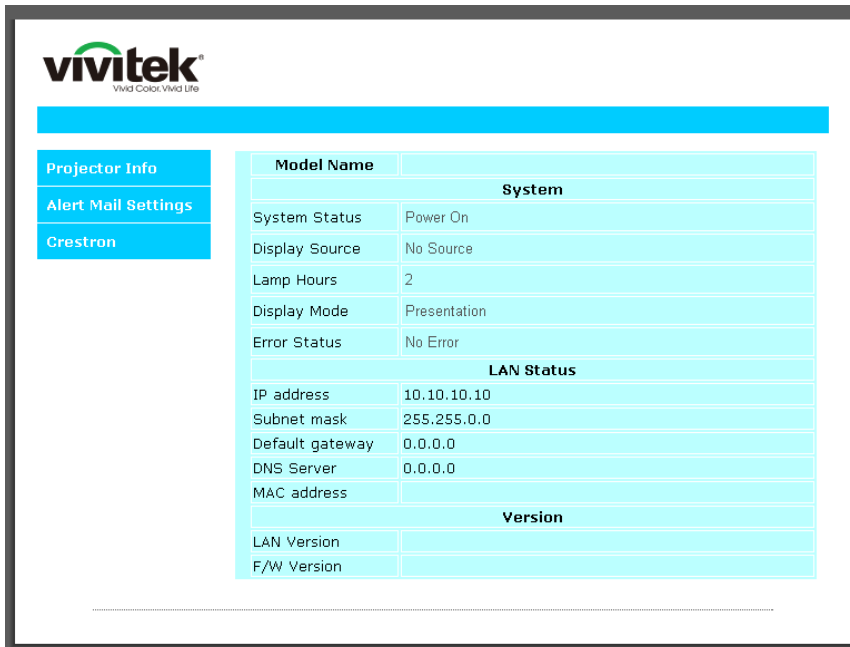 vivitek®
Vivid Color. Vivid Life
Projector Info
Alert Mail Settings
Crestron
Model Name
System
System Status Power On
Display Source No Source
Lamp Hours 2
Display Mode Presentation
Error Status No Error
LAN Status
IP address 10.10.10.10
Subnet mask 255.255.0.0
Default gateway 0.0.0.0
DNS Server 0.0.0.0
MAC address
Version
LAN Version
F/W Version